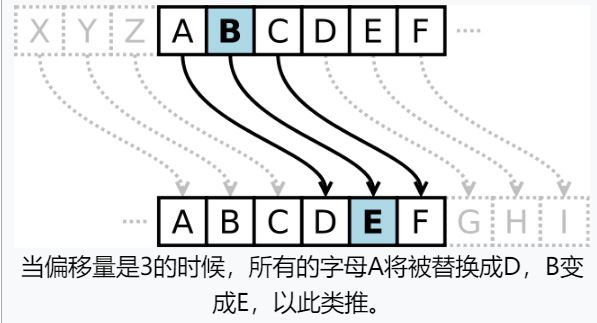 X Y Z A B C D E F ....
.... A B C D E F G H I
当偏移量是3的时候，所有的字母A将被替换成D，B变
成E，以此类推。